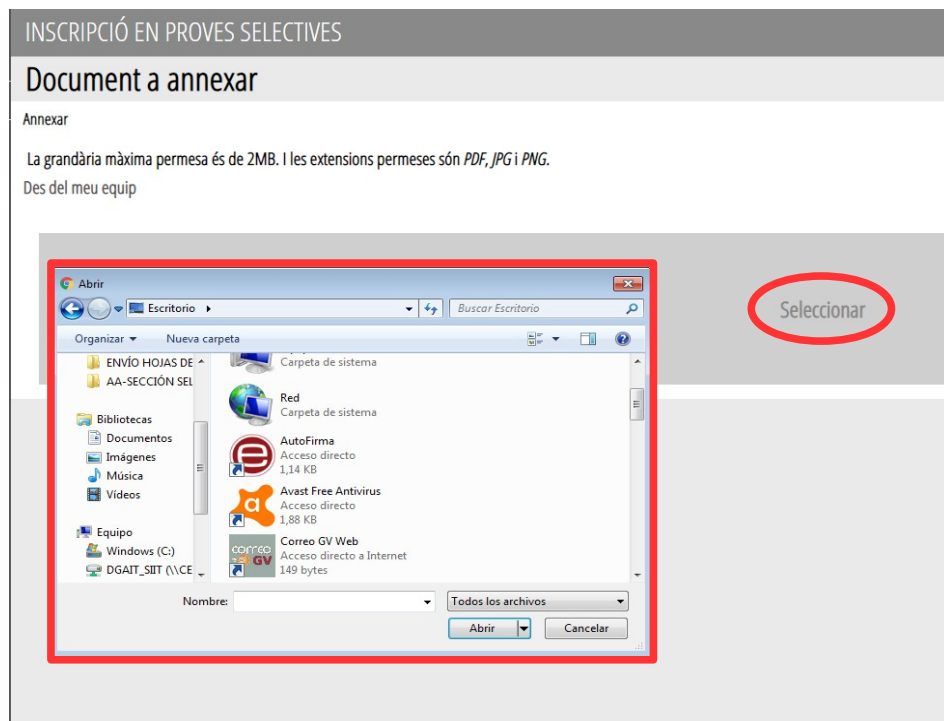 INSCRIPCIÓ EN PROVES SELECTIVES
Document a annexar
Annexar
La grandària màxima permesa és de 2MB. I les extensions permeses són PDF, JPG i PNG.
Des del meu equip
Seleccionar
Abrir
Escritorio
Buscar Escritorio
Organizar
Nueva carpeta
ENVÍO HOJAS DE
AA-SECCIÓN SEL
Bibliotecas
Documentos
Imágenes
Música
Vídeos
Equipo
Windows (C:)
DGAIT_SIIT (\\CE
Carpeta de sistema
Red
Carpeta de sistema
AutoFirma
Acceso directo
1,14 KB
Avast Free Antivirus
Acceso directo
1,88 KB
correo
GV
Correo GV Web
Acceso directo a Internet
149 bytes
Nombre:
Todos los archivos
Abrir
Cancelar